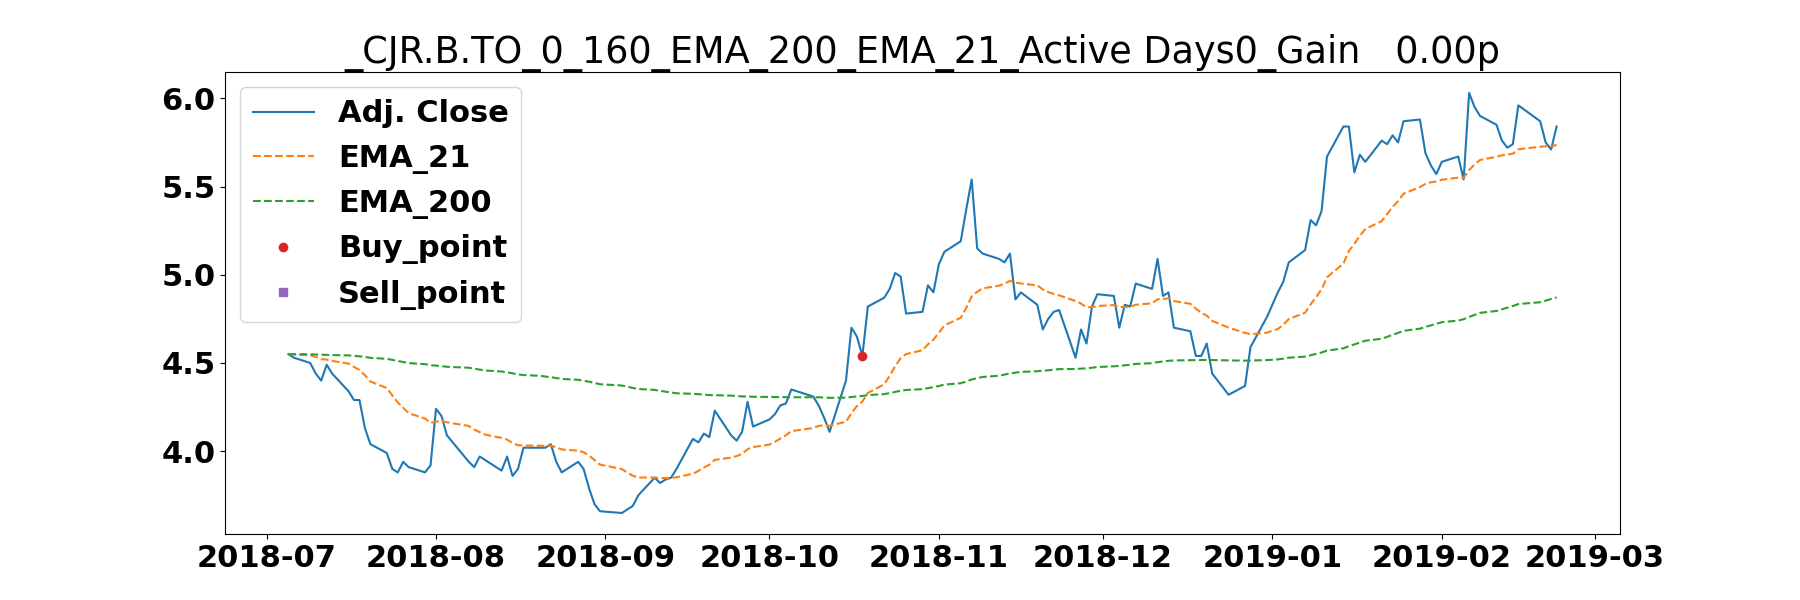 _CJR.B.TO_0_160_EMA_200_EMA_21_Active Days0_Gain   0.00p
Adj. Close
EMA_21
EMA_200
Buy_point
Sell_point
6.0
5.5
5.0
4.5
4.0
2018-07 2018-08 2018-09 2018-10 2018-11 2018-12 2019-01 2019-02 2019-03